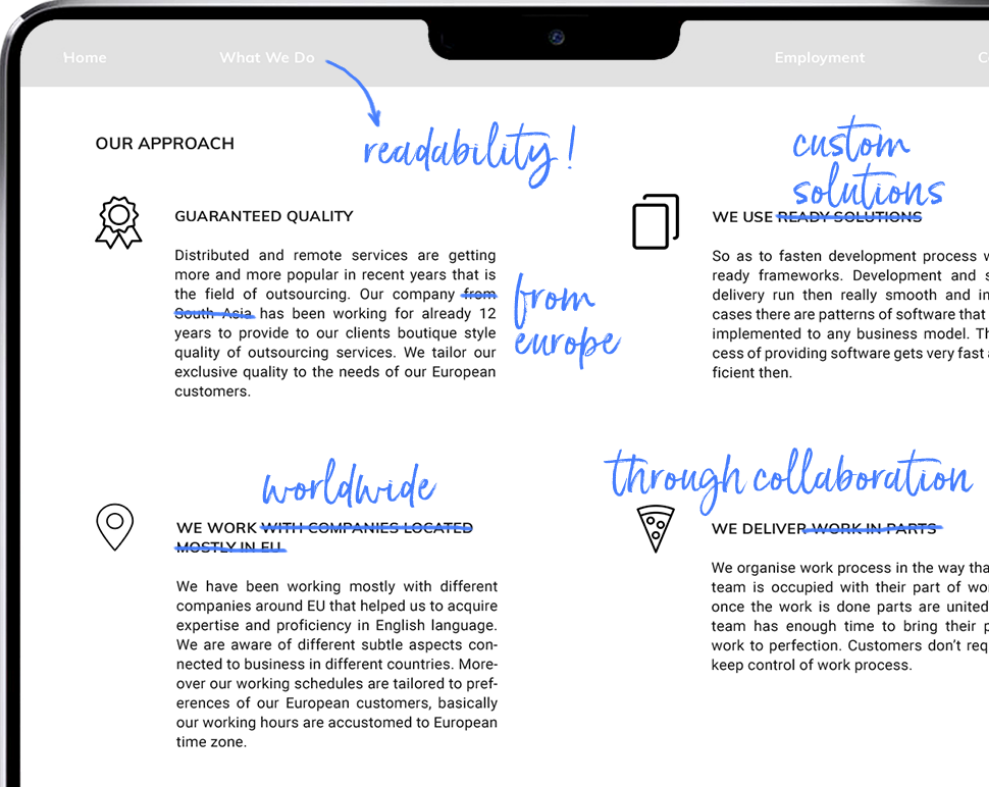 Home What We Do Employment
readability!
OUR APPROACH
custom
solutions
GUARANTEED QUALITY
Distributed and remote services are getting
more and more popular in recent years that is
the field of outsourcing. Our company from
South Asia has been working for already 12
years to provide to our clients boutique style
quality of outsourcing services. We tailor our
exclusive quality to the needs of our European
customers.
from
europe
WE USE READY SOLUTIONS
So as to fasten development process
ready frameworks. Development and
delivery run then really smooth and
cases there are patterns of software that
implemented to any business model.
cess of providing software gets very fast
ficient then.
worldwide
WE WORK WITH COMPANIES LOCATED
MOSTLY IN EU
We have been working mostly with different
companies around EU that helped us to acquire
expertise and proficiency in English language.
We are aware of different subtle aspects con-
nected to business in different countries. More-
over our working schedules are tailored to pref-
erences of our European customers, basically
our working hours are accustomed to European
time zone.
through collaboration
WE DELIVER WORK IN PARTS
We organise work process in the way
team is occupied with their part of
once the work is done parts are united
team has enough time to bring their
work to perfection. Customers don't
keep control of work process.